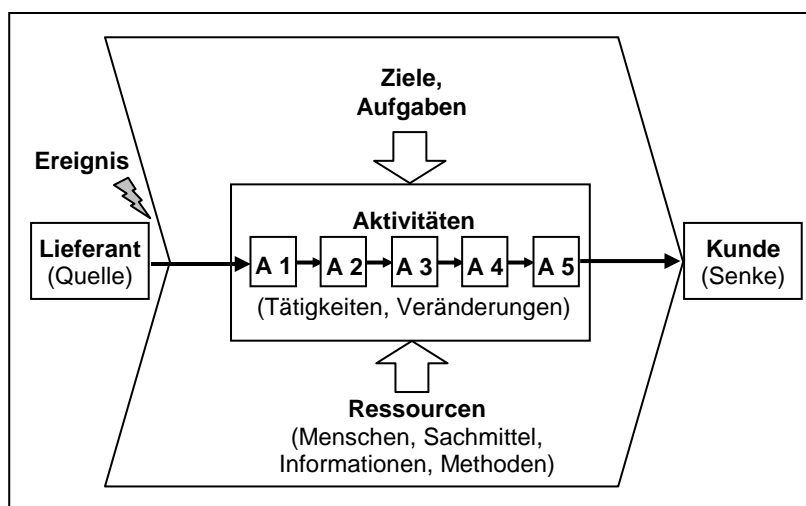 Ziele,
Aufgaben
Ereignis
Aktivitäten
Lieferant
(Quelle)
A 1
A 2
A 3
A 4
A 5
Kunde
(Senke)
(Tätigkeiten, Veränderungen)
Ressourcen
(Menschen, Sachmittel,
Informationen, Methoden)